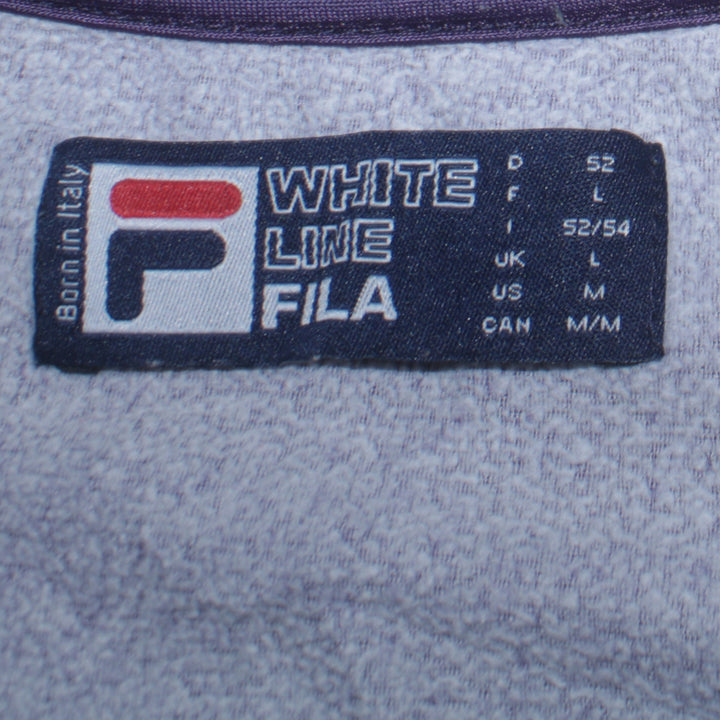 Born in Italy
WHITE
LINE
FILA
D 52
F L
I 52/54
UK L
US M
CAN M/M